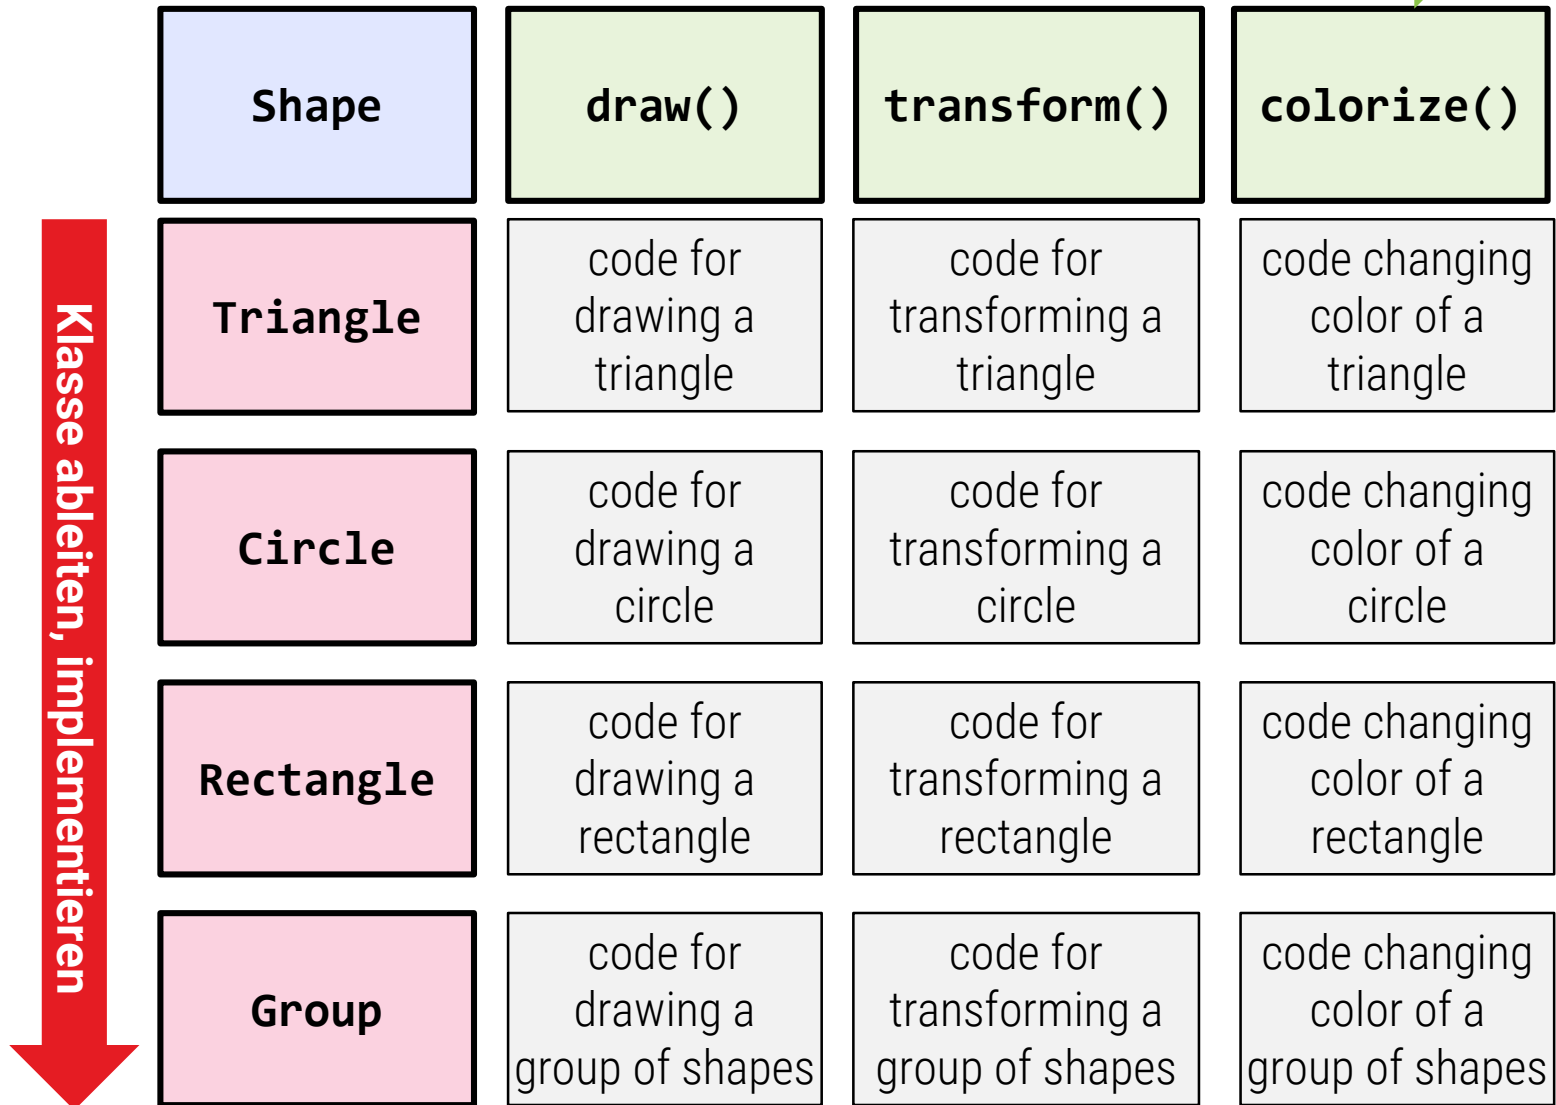 Shape
draw()
transform()
colorize()
Klasse ableiten, implementieren
Triangle
code for
drawing a
triangle
code for
transforming a
triangle
code changing
color of a
triangle
Circle
code for
drawing a
circle
code for
transforming a
circle
code changing
color of a
circle
Rectangle
code for
drawing a
rectangle
code for
transforming a
rectangle
code changing
color of a
rectangle
Group
code for
drawing a
group of shapes
code for
transforming a
group of shapes
code changing
color of a
group of shapes